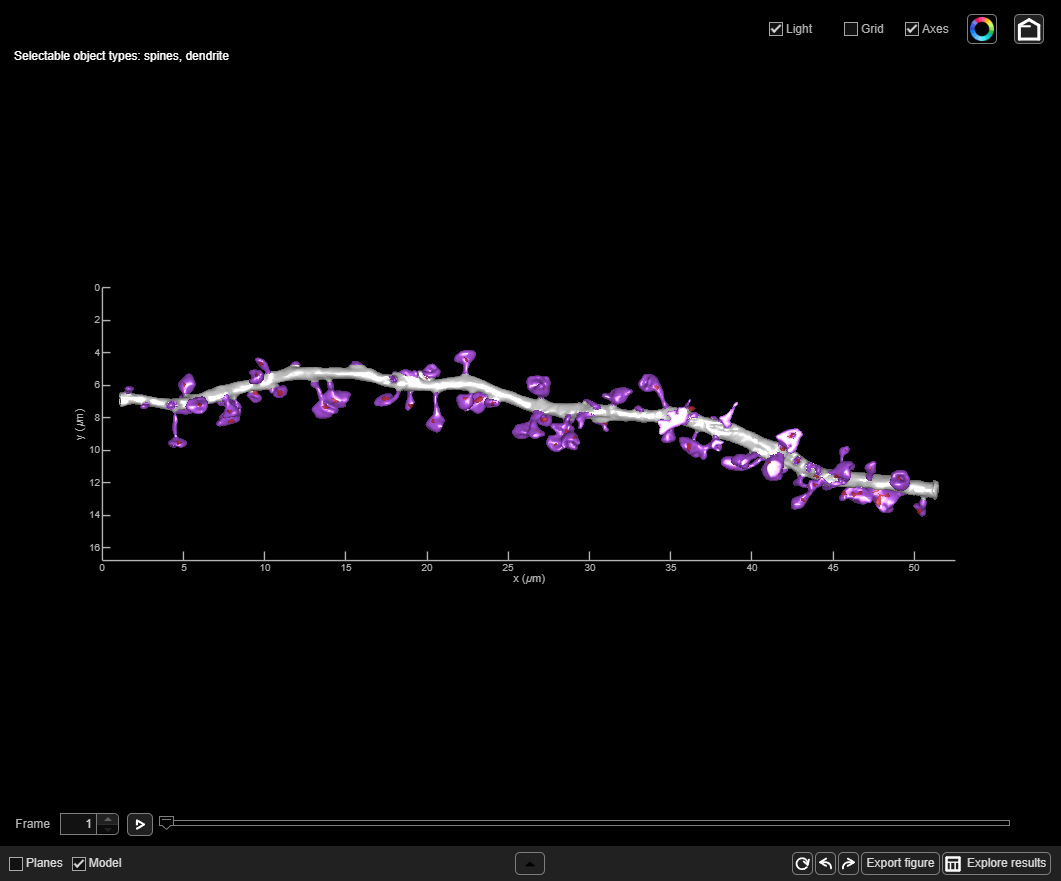 Light Grid Axes
Selectable object types: spines, dendrite
0
2
4
6
8
10
12
14
16
y (μm)
0 5 10 15 20 25 30 35 40 45 50
x (μm)
Frame 1
Planes Model Export figure Explore results